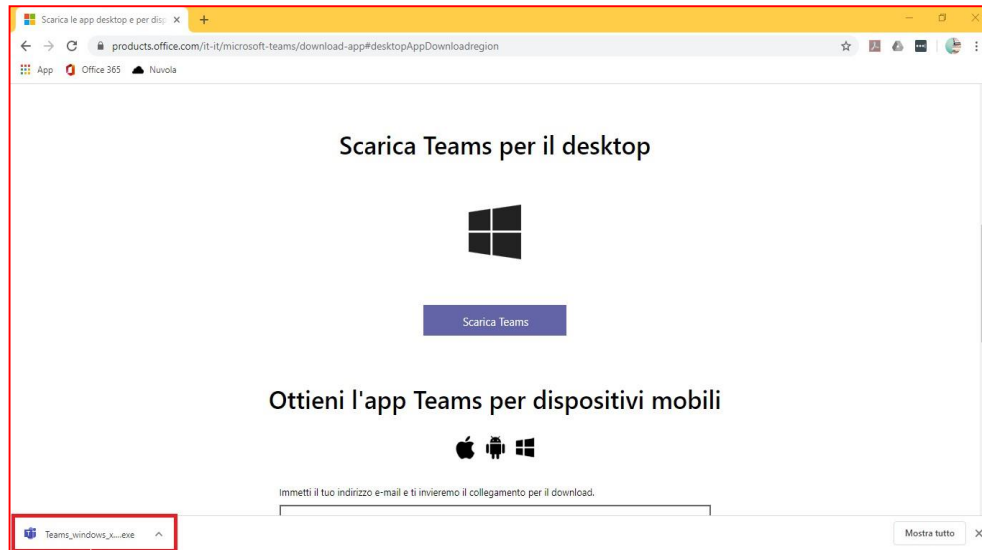 Scarica le app desktop e per disp
products.office.com/it-it/microsoft-teams/download-app#desktopAppDownloadregion
App Office 365 Nuvola
Scarica Teams per il desktop
Scarica Teams
Ottieni l'app Teams per dispositivi mobili
Immetti il tuo indirizzo e-mail e ti invieremo il collegamento per il download.
Teams_windows_x....exe Mostra tutto